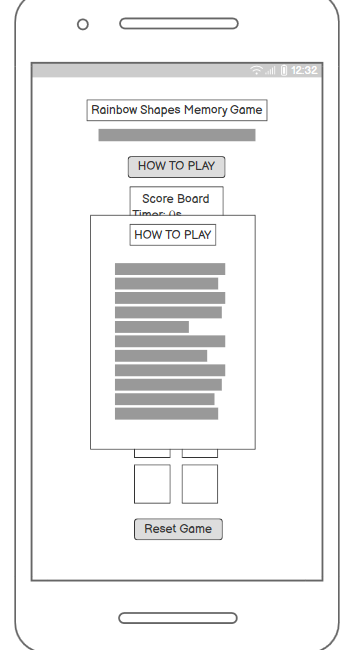 12:32
Rainbow Shapes Memory Game
HOW TO PLAY
Score Board
Timer: 0s
HOW TO PLAY
Reset Game